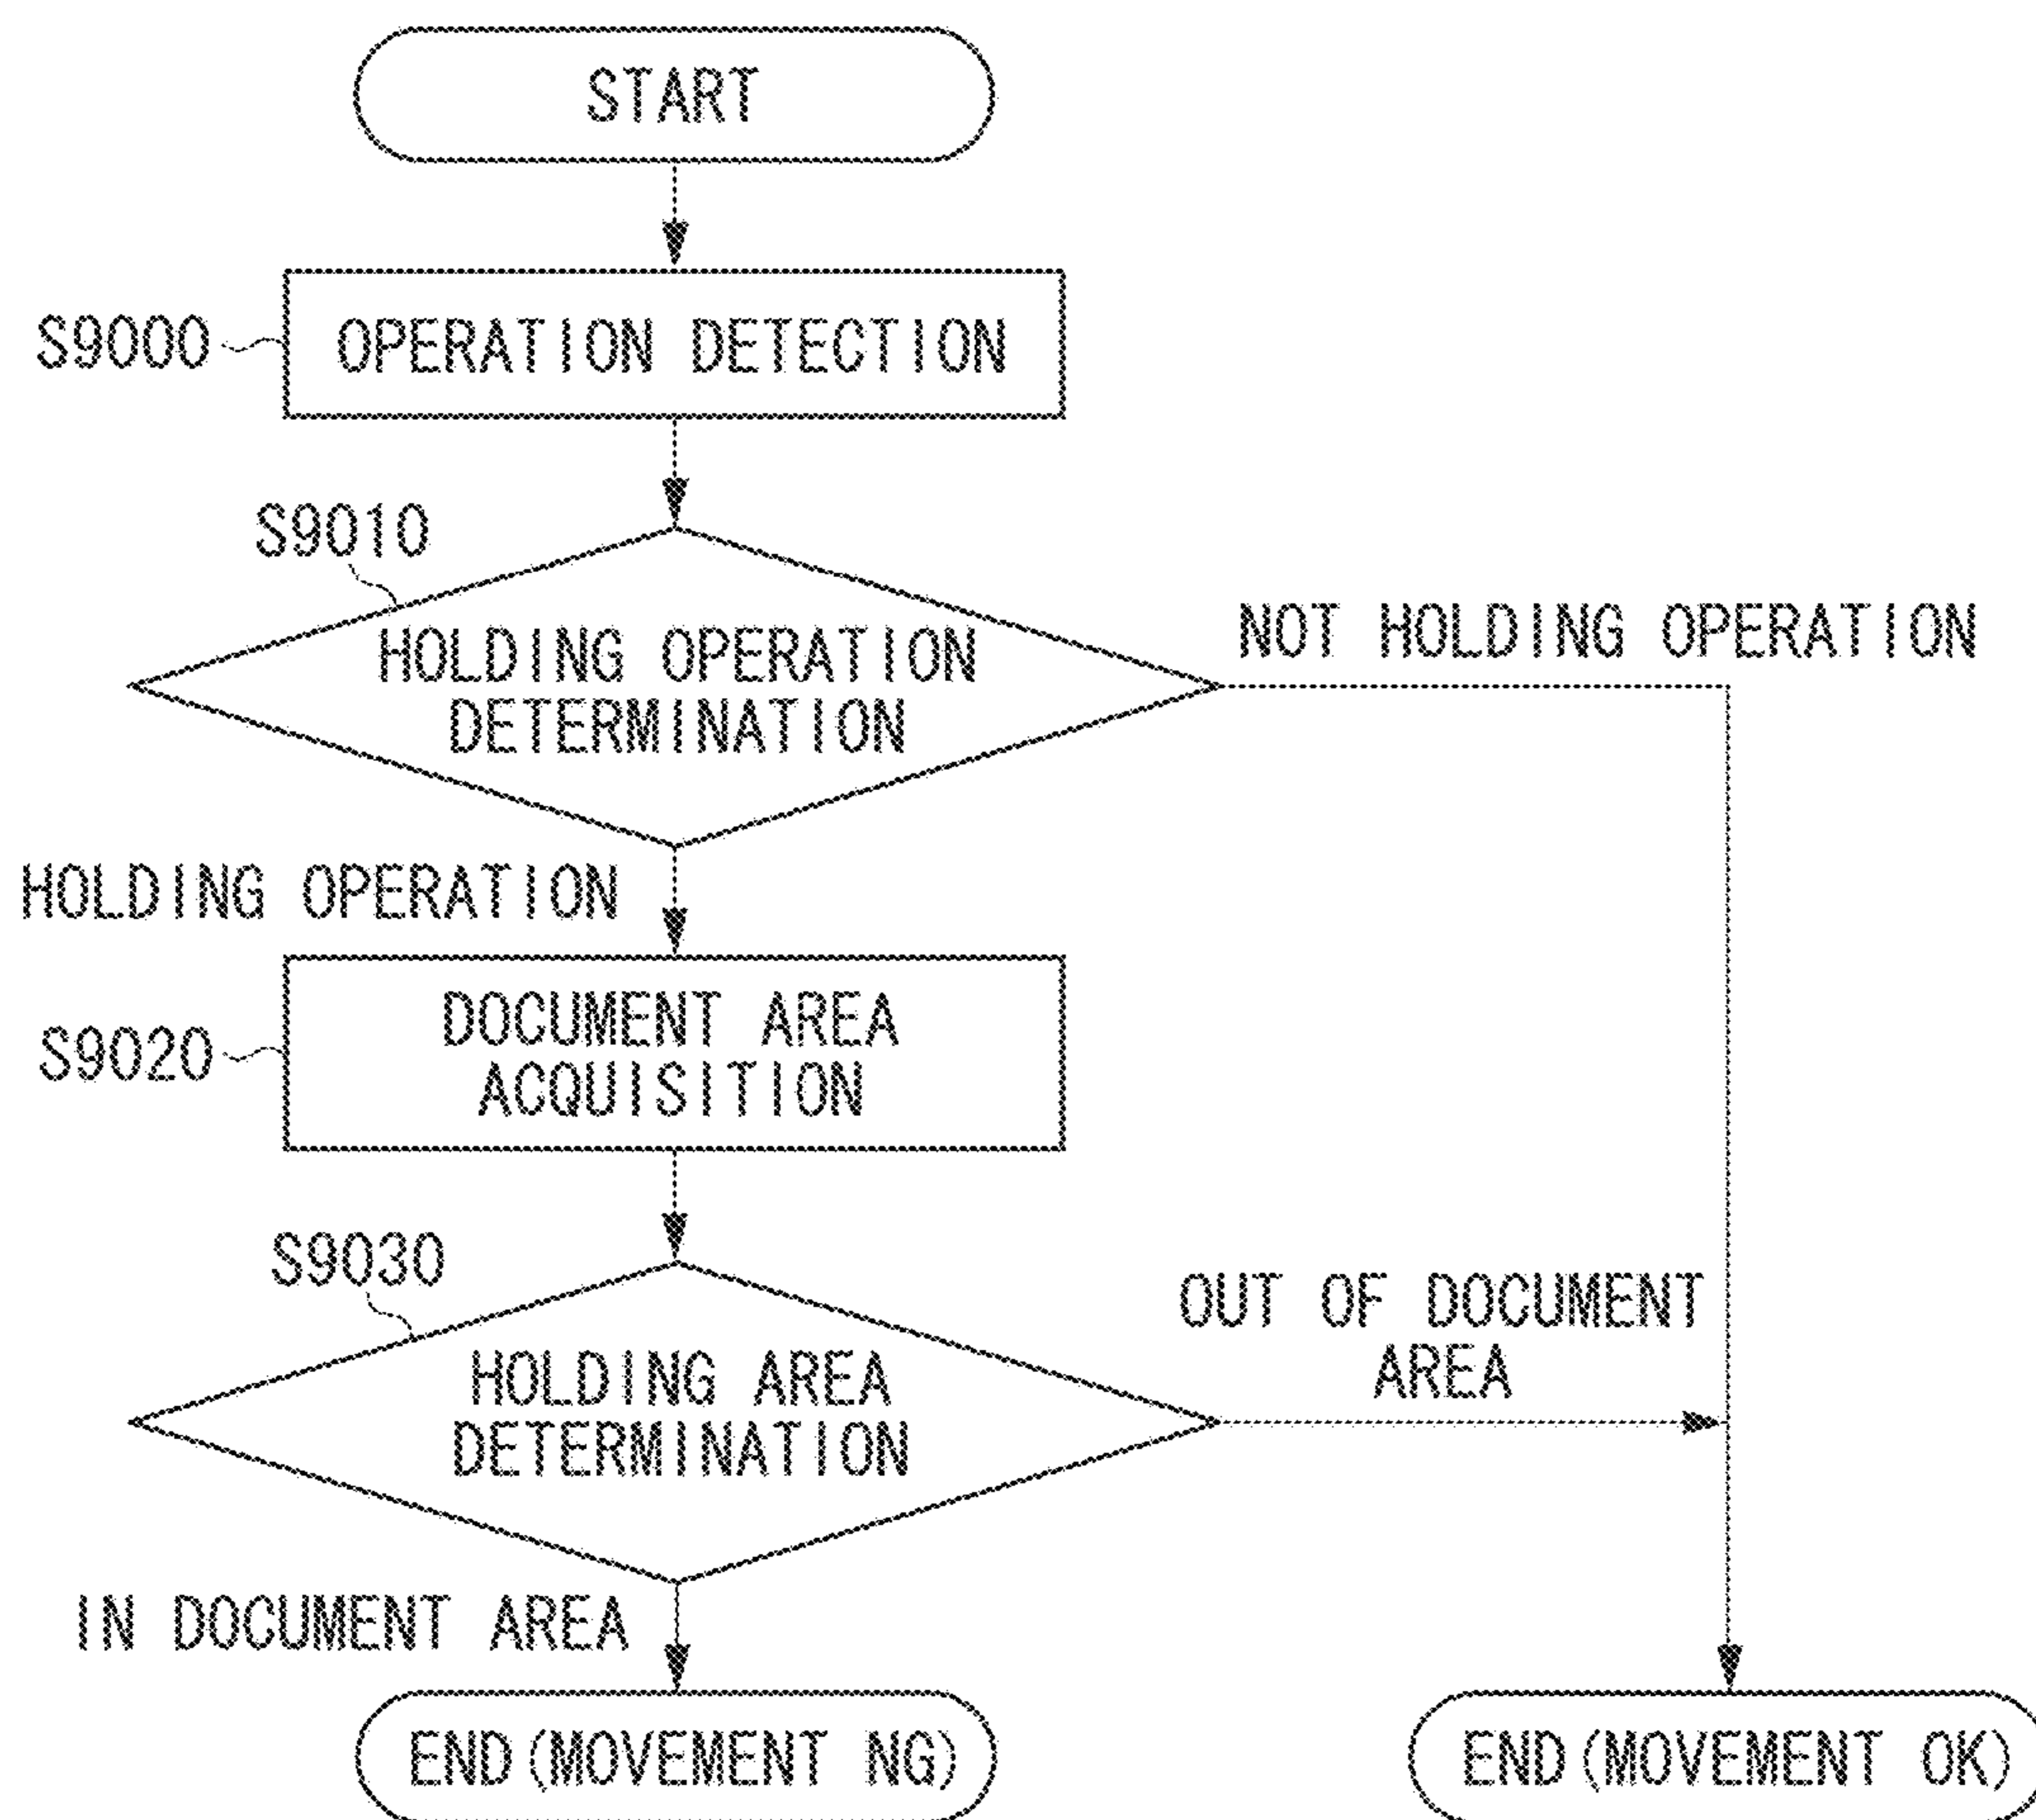 START
S9000
OPERATION DETECTION
S9010
HOLDING OPERATION
DETERMINATION
NOT HOLDING OPERATION
HOLDING OPERATION
S9020
DOCUMENT AREA
ACQUISITION
S9030
HOLDING AREA
DETERMINATION
OUT OF DOCUMENT
AREA
IN DOCUMENT AREA
END(MOVEMENT NG)
END(MOVEMENT OK)